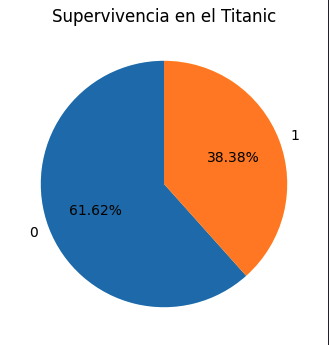 Supervivencia en el Titanic
1
38.38%
61.62%
0